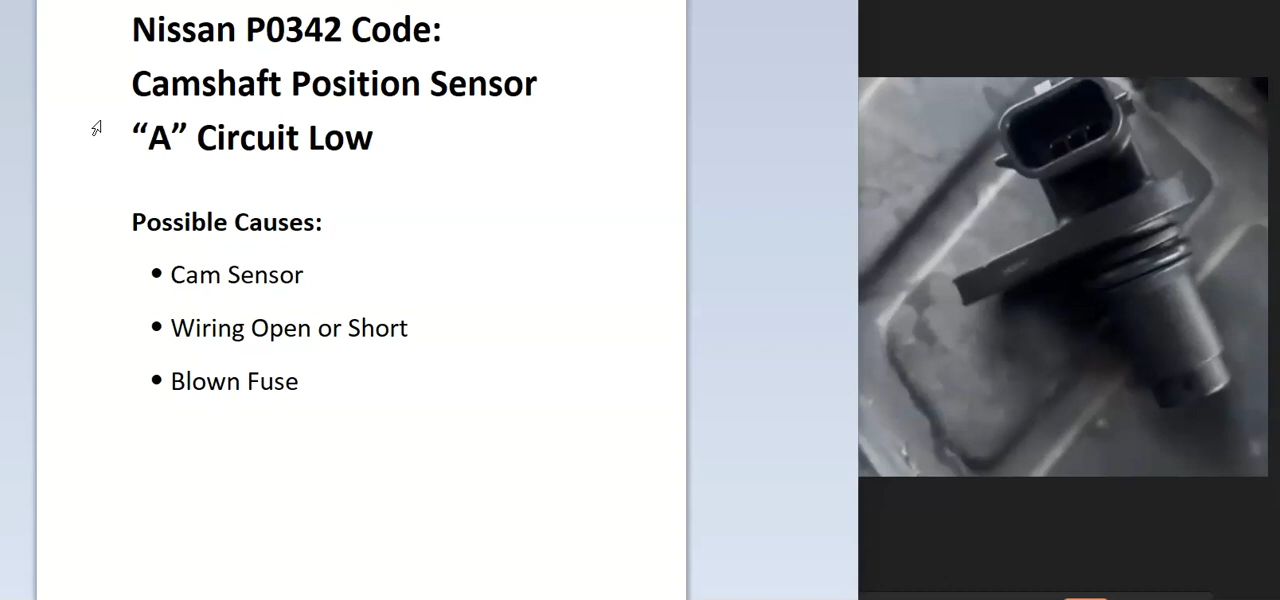 Nissan P0342 Code:
Camshaft Position Sensor
“A” Circuit Low
Possible Causes:
• Cam Sensor
• Wiring Open or Short
• Blown Fuse